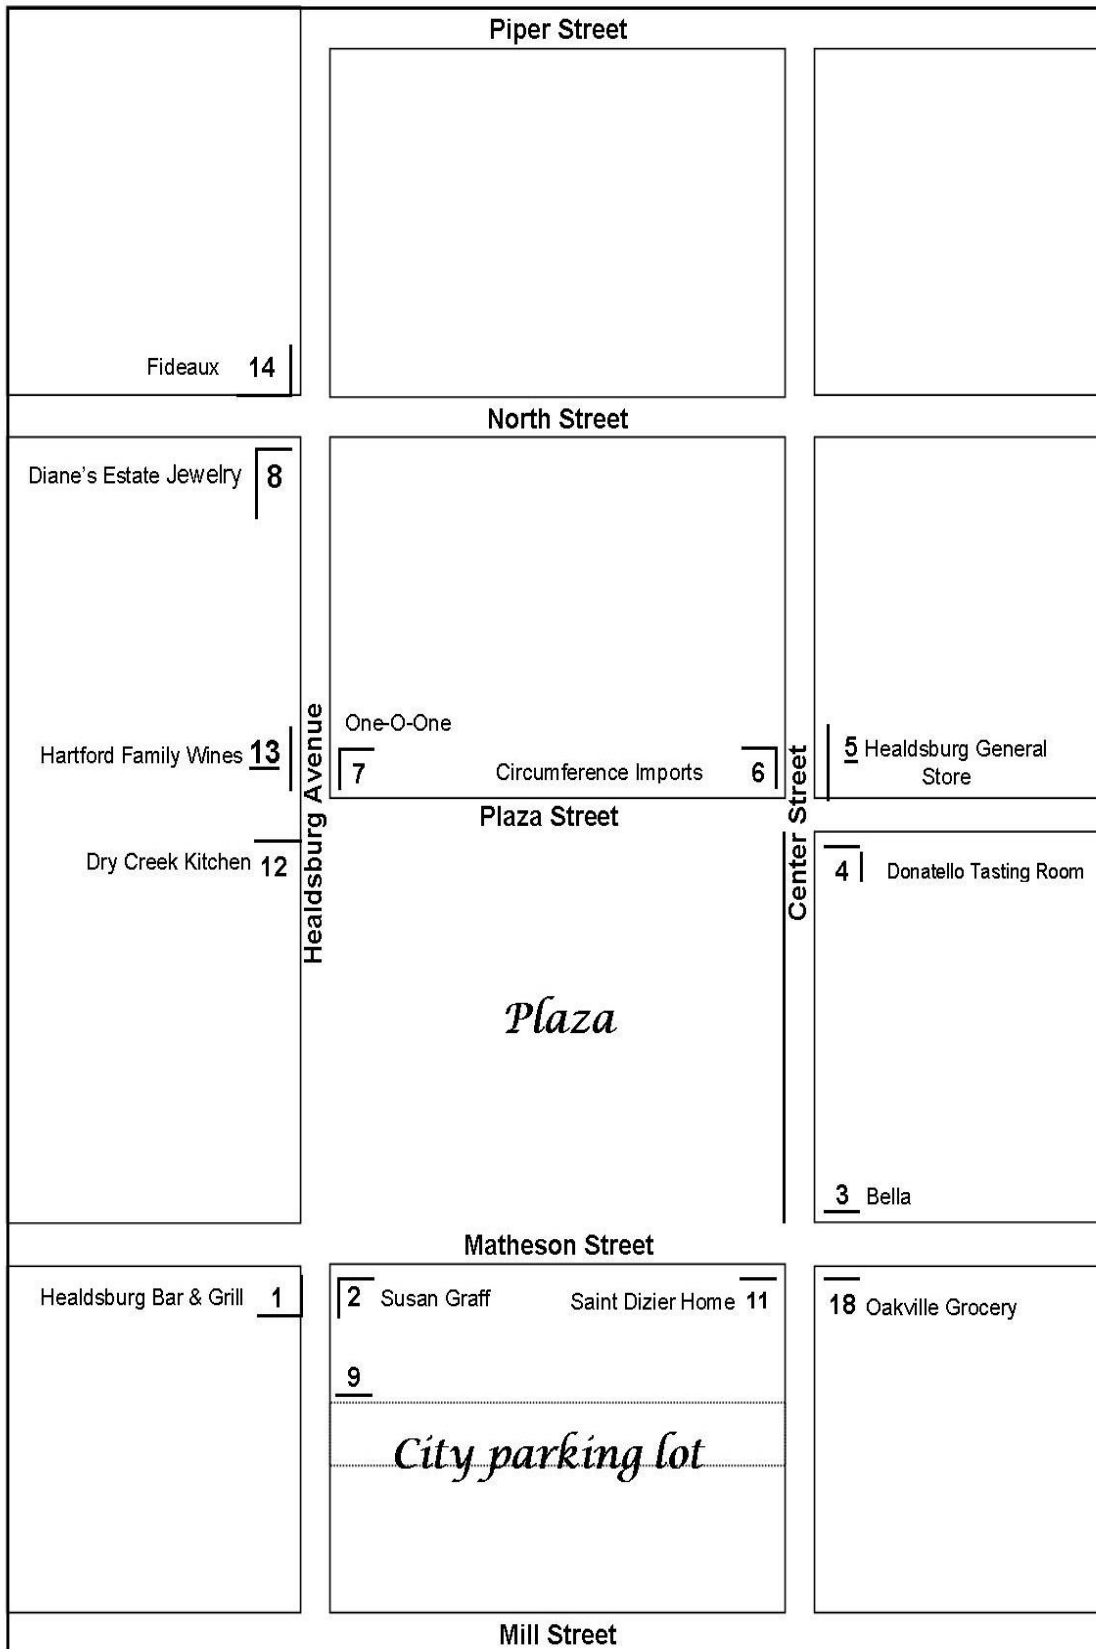 Piper Street
Fideaux 14
North Street
Diane's Estate Jewelry 8
Healdsburg Avenue
One-O-One
Hartford Family Wines 13
7
Circumference Imports 6
Center Street
5 Healdsburg General
Store
Plaza Street
Dry Creek Kitchen 12
4 Donatello Tasting Room
Plaza
3 Bella
Matheson Street
Healdsburg Bar & Grill 1
2 Susan Graff
Saint Dizier Home 11
18 Oakville Grocery
9
City parking lot
Mill Street